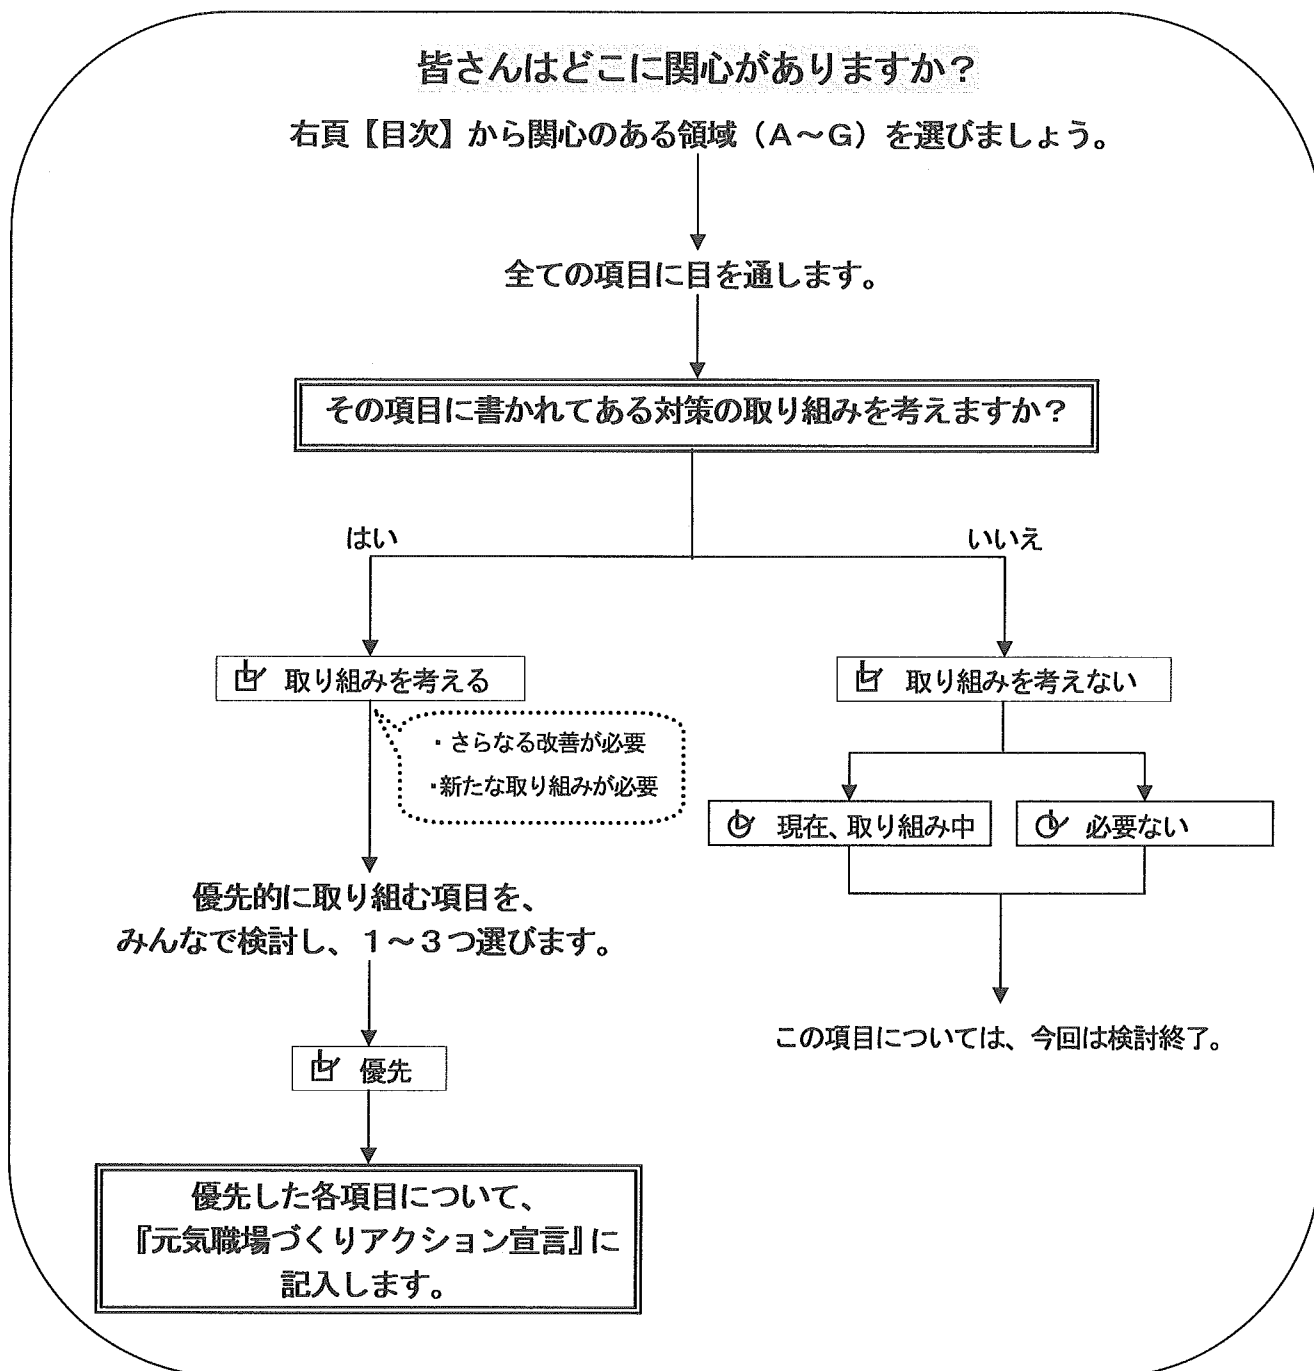 皆さんはどこに関心がありますか？
右頁【目次】から関心のある領域（A～G）を選びましょう。
全ての項目に目を通します。
その項目に書かれてある対策の取り組みを考えますか？
はい
いいえ
取り組みを考える
取り組みを考えない
・さらなる改善が必要
・新たな取り組みが必要
現在、取り組み中
必要ない
優先的に取り組む項目を、
みんなで検討し、１～３つ選びます。
この項目については、今回は検討終了。
優先
優先した各項目について、
『元気職場づくりアクション宣言』に
記入します。